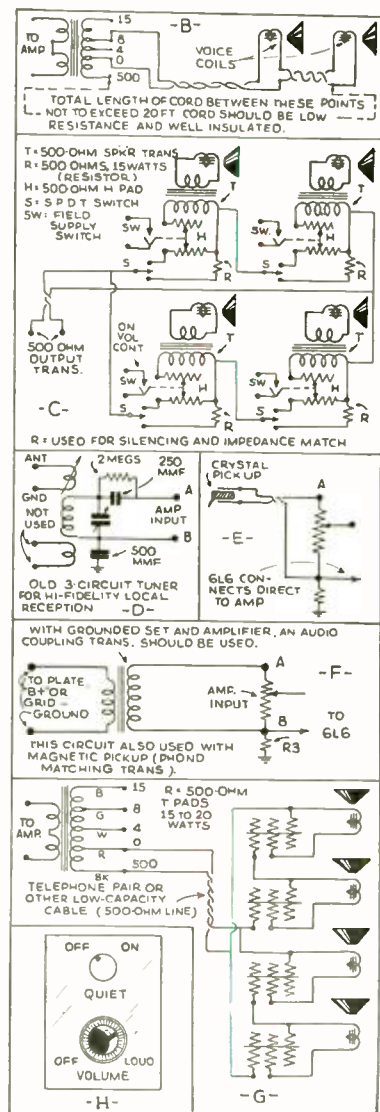 -B-
15
8
4
0
500
TO
AMP
VOICE
COILS
TOTAL LENGTH OF CORD BETWEEN THESE POINTS
NOT TO EXCEED 20 FT CORD SHOULD BE LOW
RESISTANCE AND WELL INSULATED.
T=500-OHM SPK'R TRANS
R=500 OHMS, 15 WATTS
(RESISTOR)
H=500 OHM H PAD
S=S P D T SWITCH
SW=FIELD
SUPPLY
SWITCH
T
SW
H
S
R
T
SW.
H
S
R
500 OHM
OUTPUT
TRANS.
ON
VOL
CONT
T
SW
H
S
R
T
SW
H
S
R
-C-
R=USED FOR SILENCING AND IMPEDANCE MATCH
ANT
GND
NOT
USED
2 MEGS
250
MMF
A
AMP
INPUT
B
500
MMF
OLD 3-CIRCUIT TUNER
FOR HI-FIDELITY LOCAL
RECEPTION -D-
CRYSTAL
PICKUP
A
-E-
6L6 CON-
NECTS DIRECT
TO AMP
WITH GROUNDED SET AND AMPLIFIER, AN AUDIO
COUPLING TRANS. SHOULD BE USED.
TO PLATE
B+ OR
GRID
GROUND
A
-F-
AMP.
INPUT
B
TO
6L6
R3
THIS CIRCUIT ALSO USED WITH
MAGNETIC PICKUP (PHONO
MATCHING TRANS).
TO
AMP.
B 15
G 8
W 4
R 0
BK 500
R=500-OHM
T PADS
15 TO 20
WATTS
TELEPHONE PAIR OR
OTHER LOW-CAPACITY
CABLE (500-OHM LINE)
OFF ON
QUIET
OFF LOUD
VOLUME
-H-
-G-